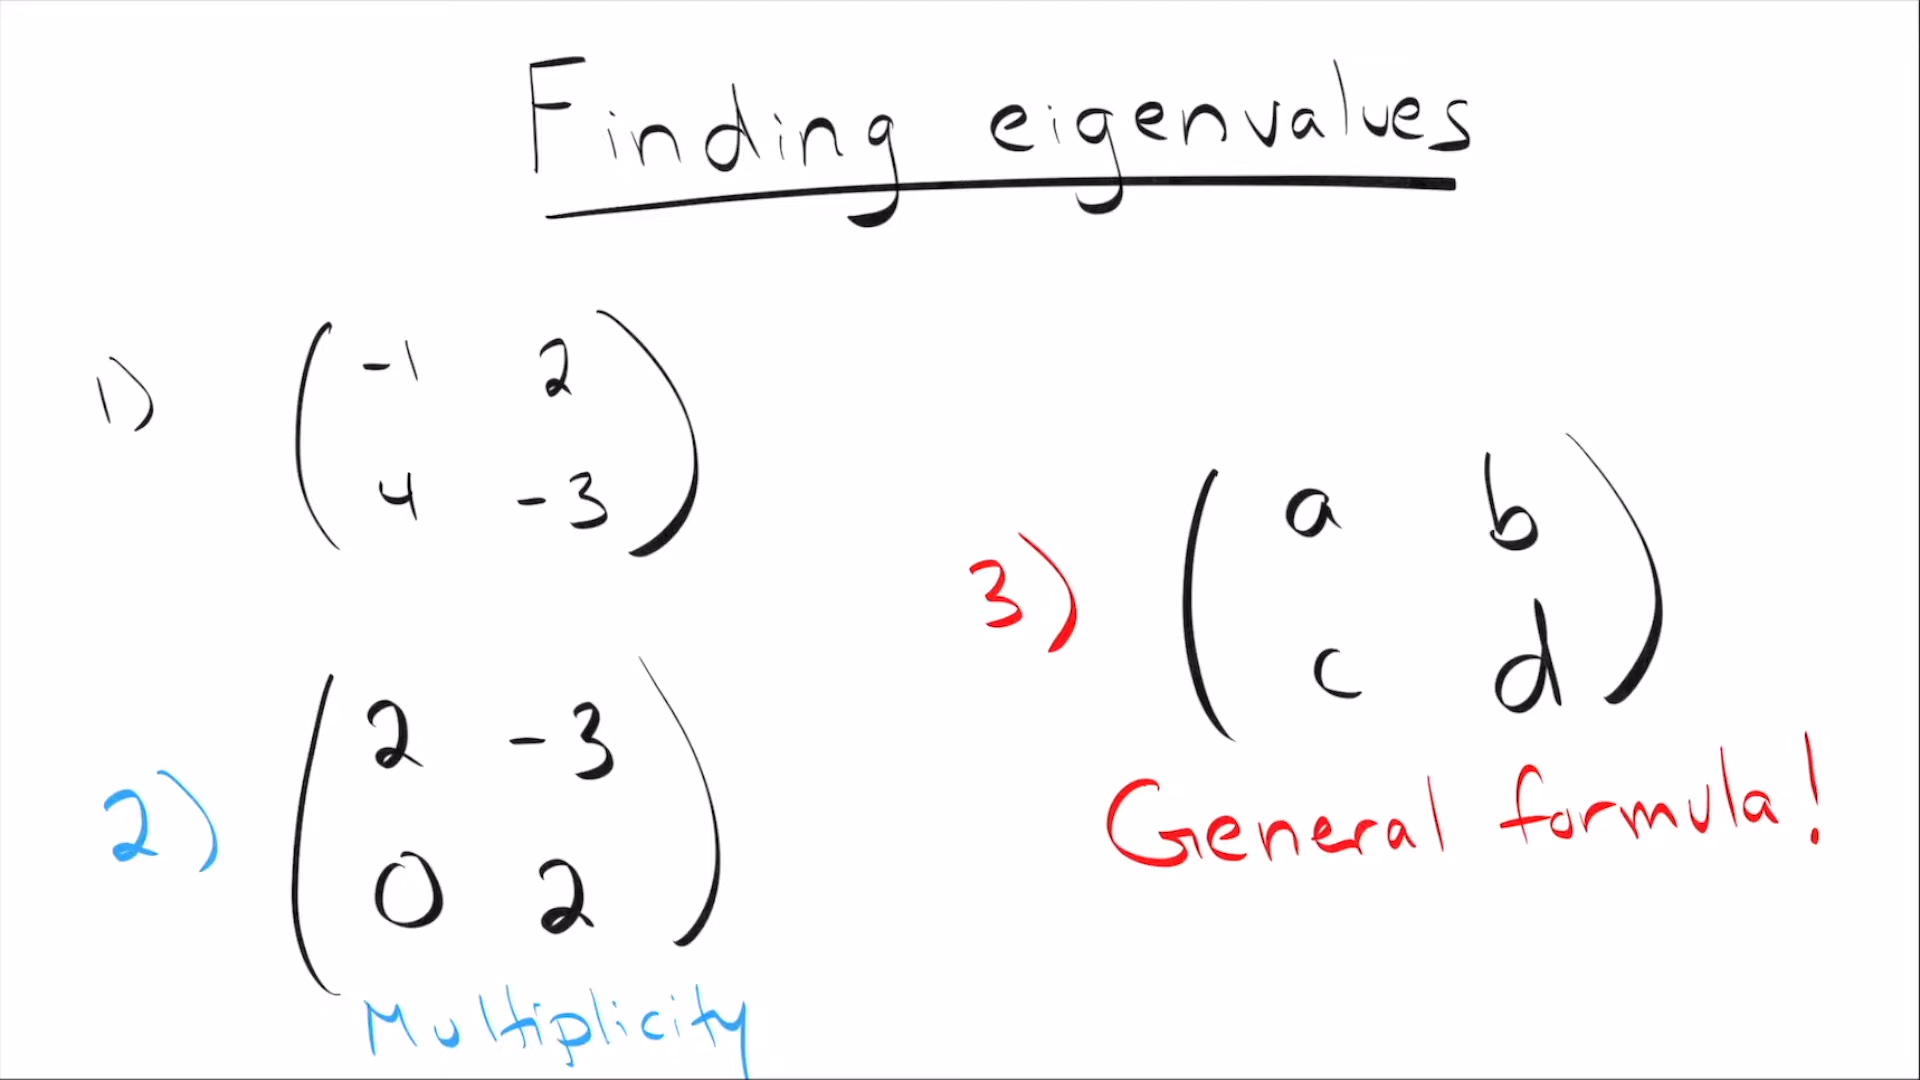 Finding eigenvalues
1) -1 2
4 -3
2) 2 -3
0 2
Multiplicity
3) a b
c d
General formula!